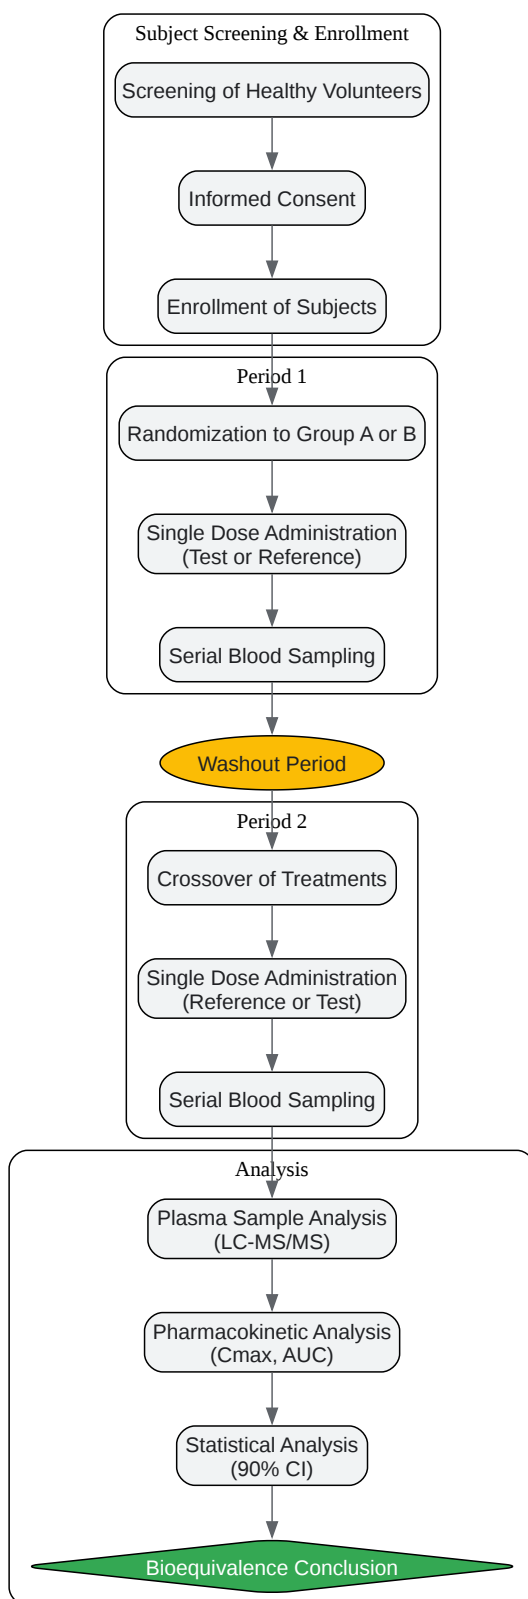 Subject Screening & Enrollment
Screening of Healthy Volunteers
Informed Consent
Enrollment of Subjects
Period 1
Randomization to Group A or B
Single Dose Administration
(Test or Reference)
Serial Blood Sampling
Washout Period
Period 2
Crossover of Treatments
Single Dose Administration
(Reference or Test)
Serial Blood Sampling
Analysis
Plasma Sample Analysis
(LC-MS/MS)
Pharmacokinetic Analysis
(Cmax, AUC)
Statistical Analysis
(90% CI)
Bioequivalence Conclusion